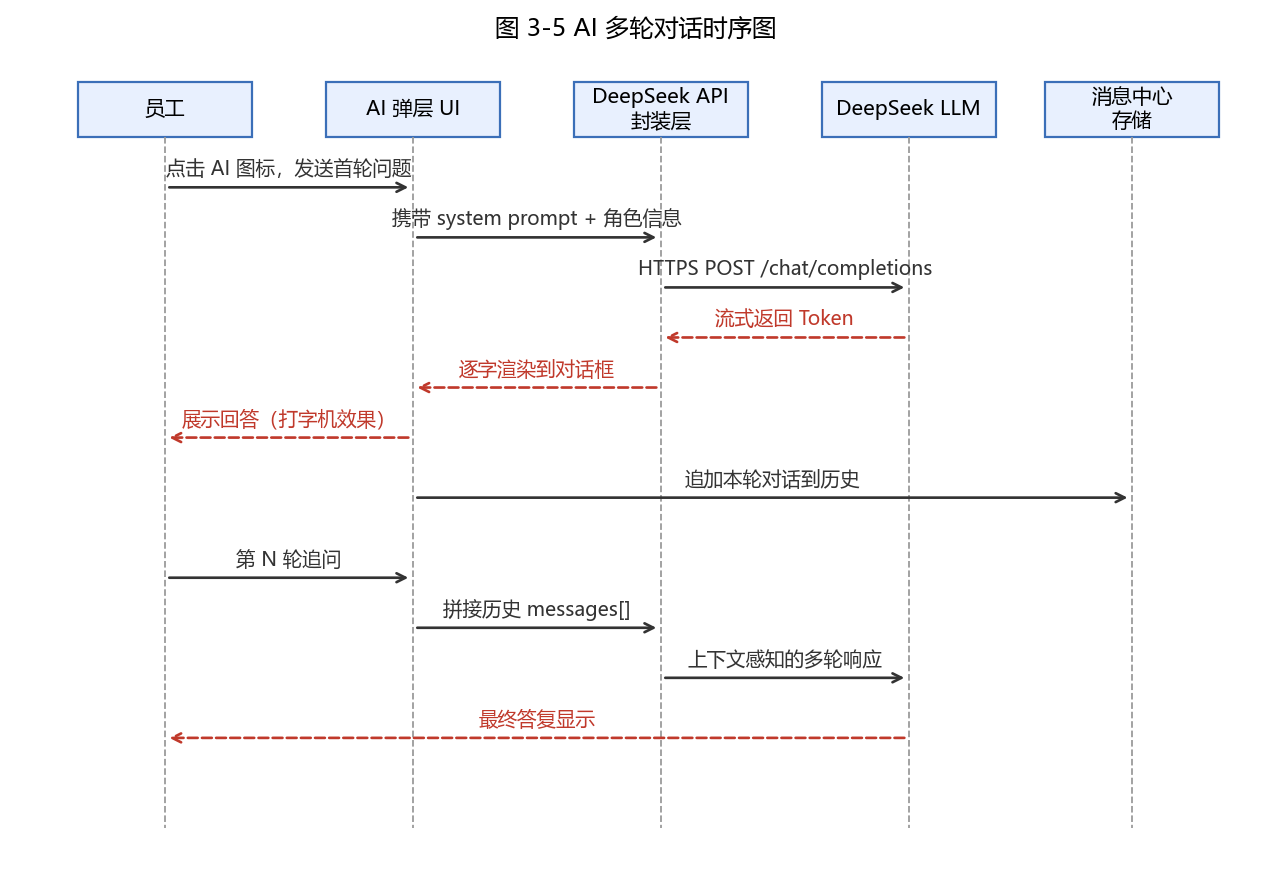 图 3-5 AI 多轮对话时序图
员工
AI 弹层 UI
DeepSeek API
封装层
DeepSeek LLM
消息中心
存储
点击 AI 图标，发送首轮问题
携带 system prompt + 角色信息
HTTPS POST /chat/completions
流式返回 Token
逐字渲染到对话框
展示回答（打字机效果）
追加本轮对话到历史
第 N 轮追问
拼接历史 messages[]
上下文感知的多轮响应
最终答复显示